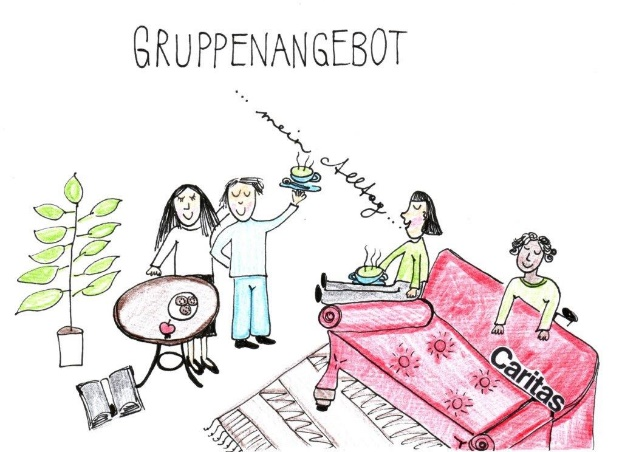 GRUPPENANGEBOT
... mein Alltag...
Caritas